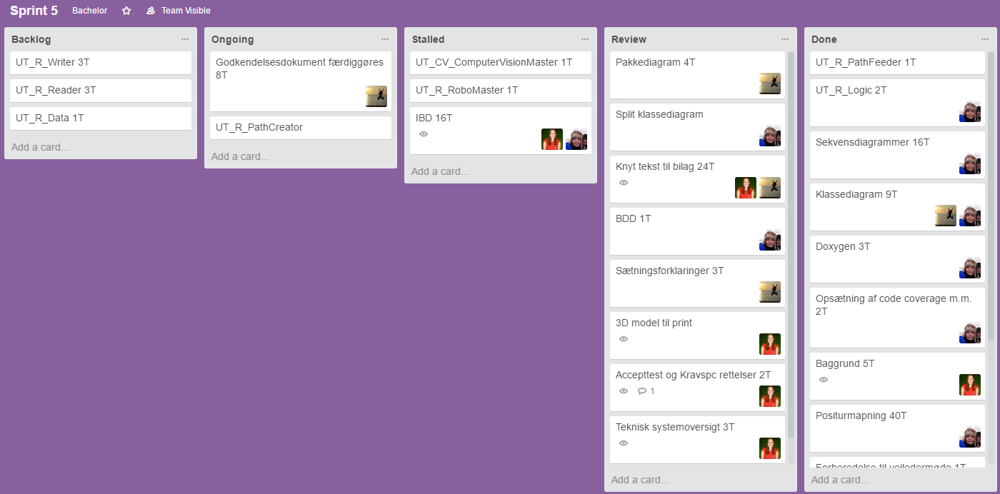 Sprint 5 Bachelor Team Visible
Backlog
UT_R_Writer 3T
UT_R_Reader 3T
UT_R_Data 1T
Add a card...
Ongoing
Godkendelsesdokument færdiggøres
8T
UT_R_PathCreator
Add a card...
Stalled
UT_CV_ComputerVisionMaster 1T
UT_R_RoboMaster 1T
IBD 16T
Add a card...
Review
Pakkediagram 4T
Split klassediagram
Knyt tekst til bilag 24T
BDD 1T
Sætningsforklaringer 3T
3D model til print
Accepttest og Kravspc rettelser 2T
1
Teknisk systemoversigt 3T
Add a card...
Done
UT_R_PathFeeder 1T
UT_R_Logic 2T
Sekvensdiagrammer 16T
Klassediagram 9T
Doxygen 3T
Opsætning af code coverage m.m.
2T
Baggrund 5T
Positurmapning 40T
Forberedelse til vejledermøde 1T
Add a card...